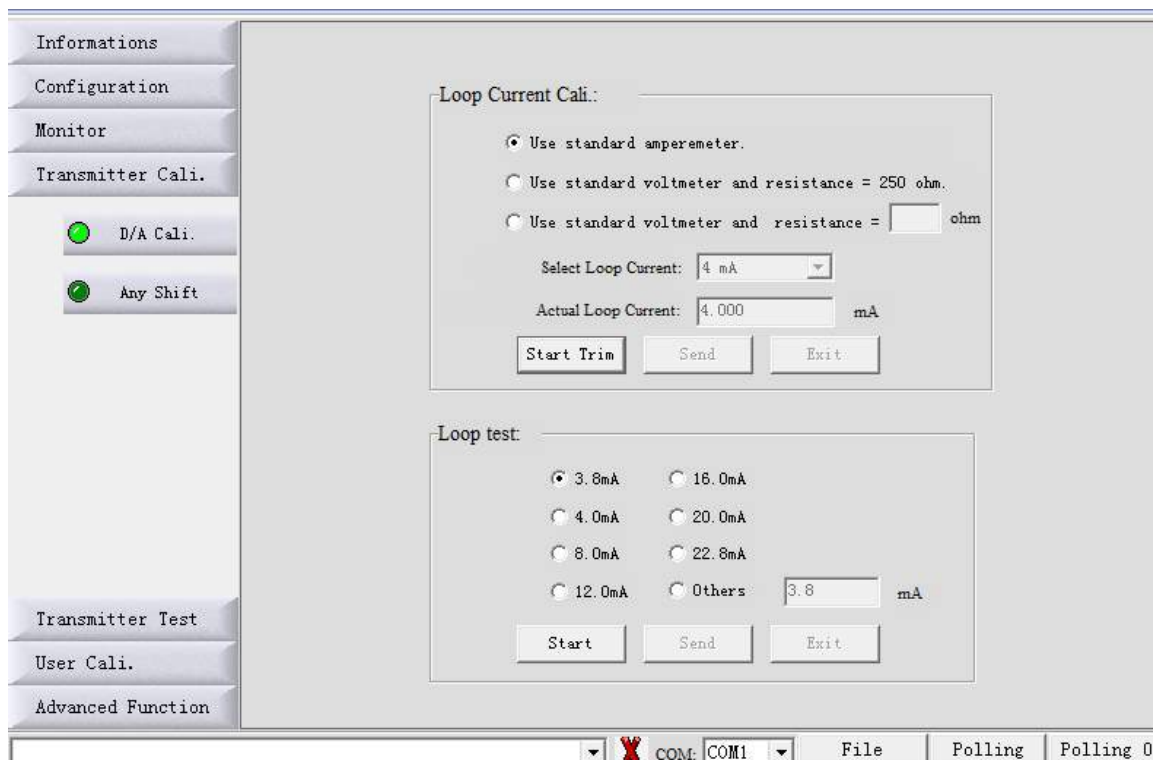 Informations
Configuration
Monitor
Transmitter Cali.
D/A Cali.
Any Shift
Transmitter Test
User Cali.
Advanced Function
Loop Current Cali.:
Use standard amperemeter.
Use standard voltmeter and resistance = 250 ohm.
Use standard voltmeter and resistance = ohm
Select Loop Current: 4 mA
Actual Loop Current: 4.000 mA
Start Trim Send Exit
Loop test:
3.8mA 16.0mA
4.0mA 20.0mA
8.0mA 22.8mA
12.0mA Others 3.8 mA
Start Send Exit
COM: COM1 File Polling Polling 0